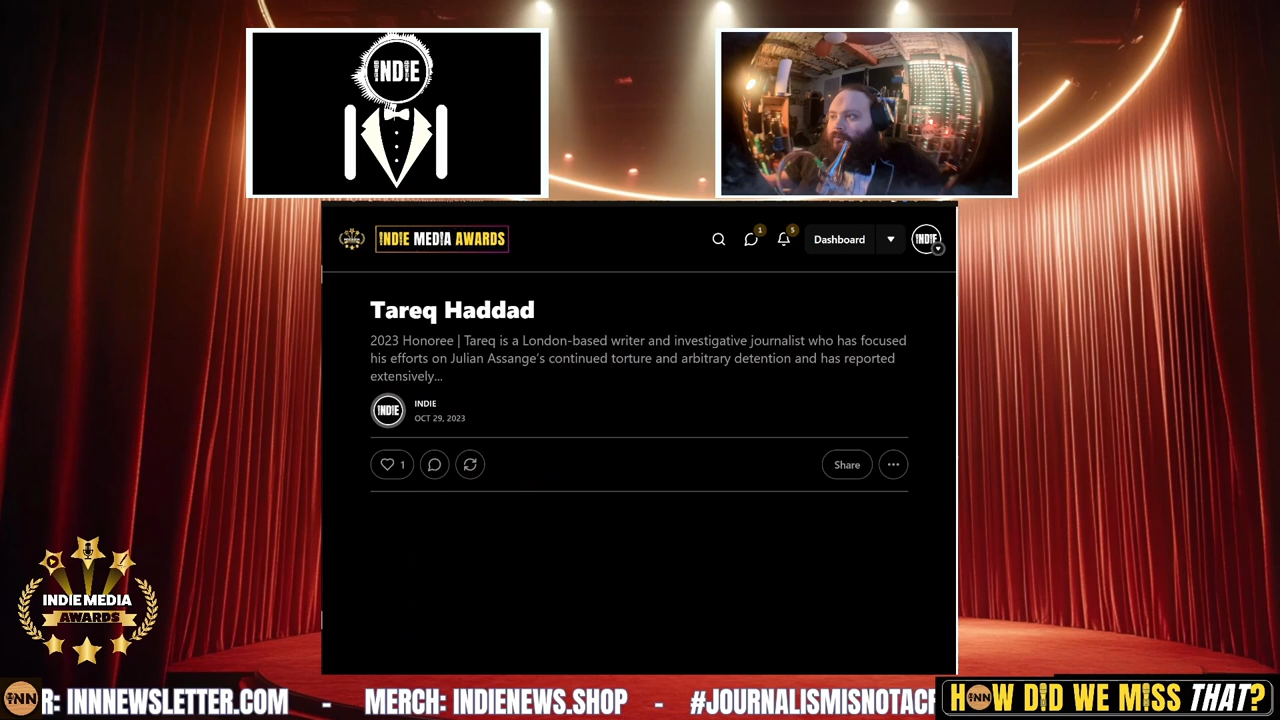 INDIE
INDIE MEDIA AWARDS
1
5
Dashboard
INDIE
Tareq Haddad
2023 Honoree | Tareq is a London-based writer and investigative journalist who has focused
his efforts on Julian Assange's continued torture and arbitrary detention and has reported
extensively...
INDIE
INDIE
OCT 29, 2023
1
Share
INDIE MEDIA
AWARDS
INN
R: INNNEWSLETTER.COM - MERCH: INDIENEWS.SHOP - #JOURNALISMISNOTACR
HOW DID WE MISS THAT?
INN